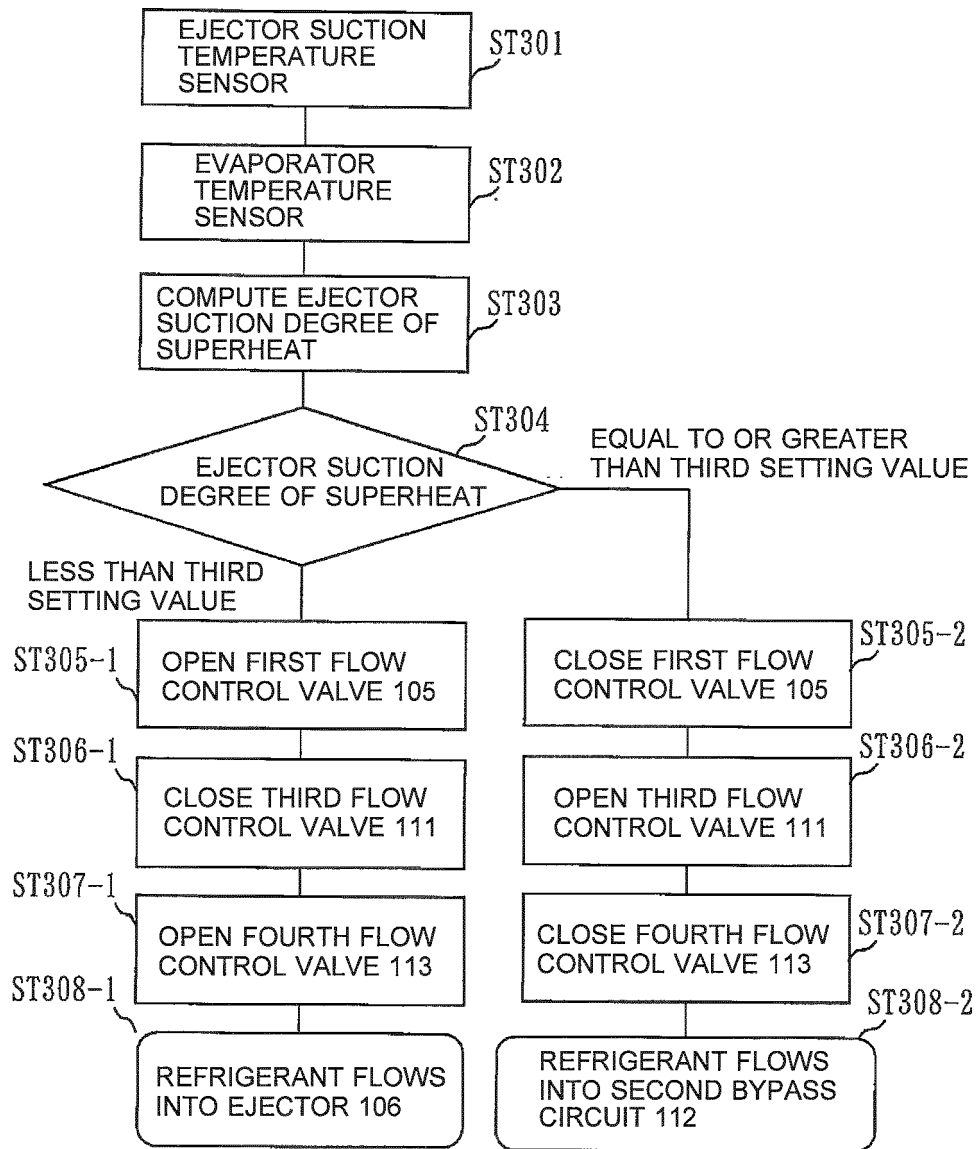 EJECTOR SUCTION
TEMPERATURE
SENSOR
ST301
EVAPORATOR
TEMPERATURE
SENSOR
ST302
COMPUTE EJECTOR
SUCTION DEGREE OF
SUPERHEAT
ST303
ST304
EJECTOR SUCTION
DEGREE OF SUPERHEAT
EQUAL TO OR GREATER
THAN THIRD SETTING VALUE
LESS THAN THIRD
SETTING VALUE
ST305-1
OPEN FIRST FLOW
CONTROL VALVE 105
ST305-2
CLOSE FIRST FLOW
CONTROL VALVE 105
ST306-1
CLOSE THIRD FLOW
CONTROL VALVE 111
ST306-2
OPEN THIRD FLOW
CONTROL VALVE 111
ST307-1
OPEN FOURTH FLOW
CONTROL VALVE 113
ST307-2
CLOSE FOURTH FLOW
CONTROL VALVE 113
ST308-1
REFRIGERANT FLOWS
INTO EJECTOR 106
ST308-2
REFRIGERANT FLOWS
INTO SECOND BYPASS
CIRCUIT 112